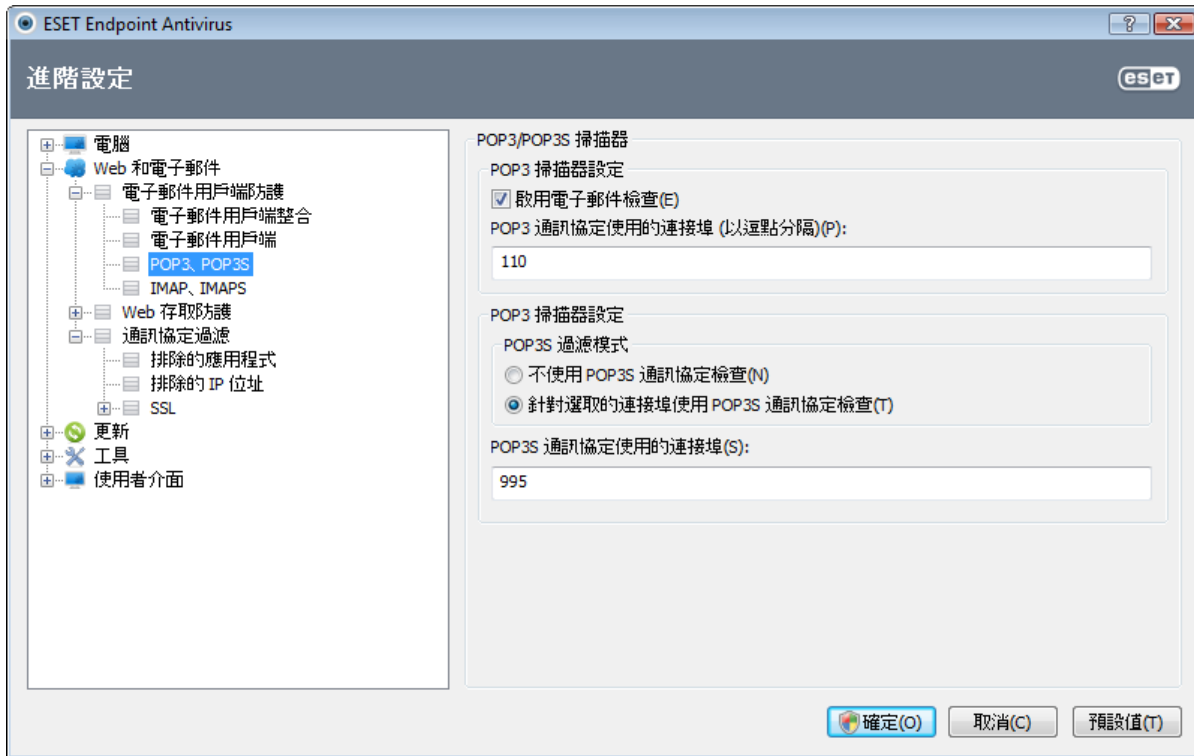 ESET Endpoint Antivirus
進階設定
eset
電腦
Web 和電子郵件
電子郵件用戶端防護
電子郵件用戶端整合
電子郵件用戶端
POP3、POP3S
IMAP、IMAPS
Web 存取防護
通訊協定過濾
排除的應用程式
排除的 IP 位址
SSL
更新
工具
使用者介面
POP3/POP3S 掃描器
POP3 掃描器設定
啟用電子郵件檢查(E)
POP3 通訊協定使用的連接埠 (以逗點分隔)(P):
110
POP3 掃描器設定
POP3S 過濾模式
不使用 POP3S 通訊協定檢查(N)
針對選取的連接埠使用 POP3S 通訊協定檢查(T)
POP3S 通訊協定使用的連接埠(S):
995
確定(O)
取消(C)
預設值(T)